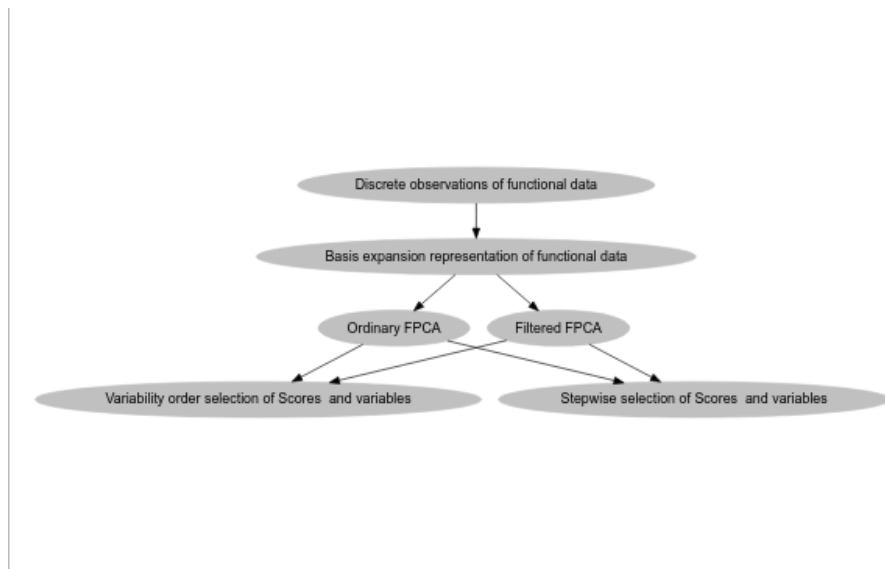 Discrete observations of functional data
Basis expansion representation of functional data
Ordinary FPCA
Filtered FPCA
Variability order selection of Scores and variables
Stepwise selection of Scores and variables